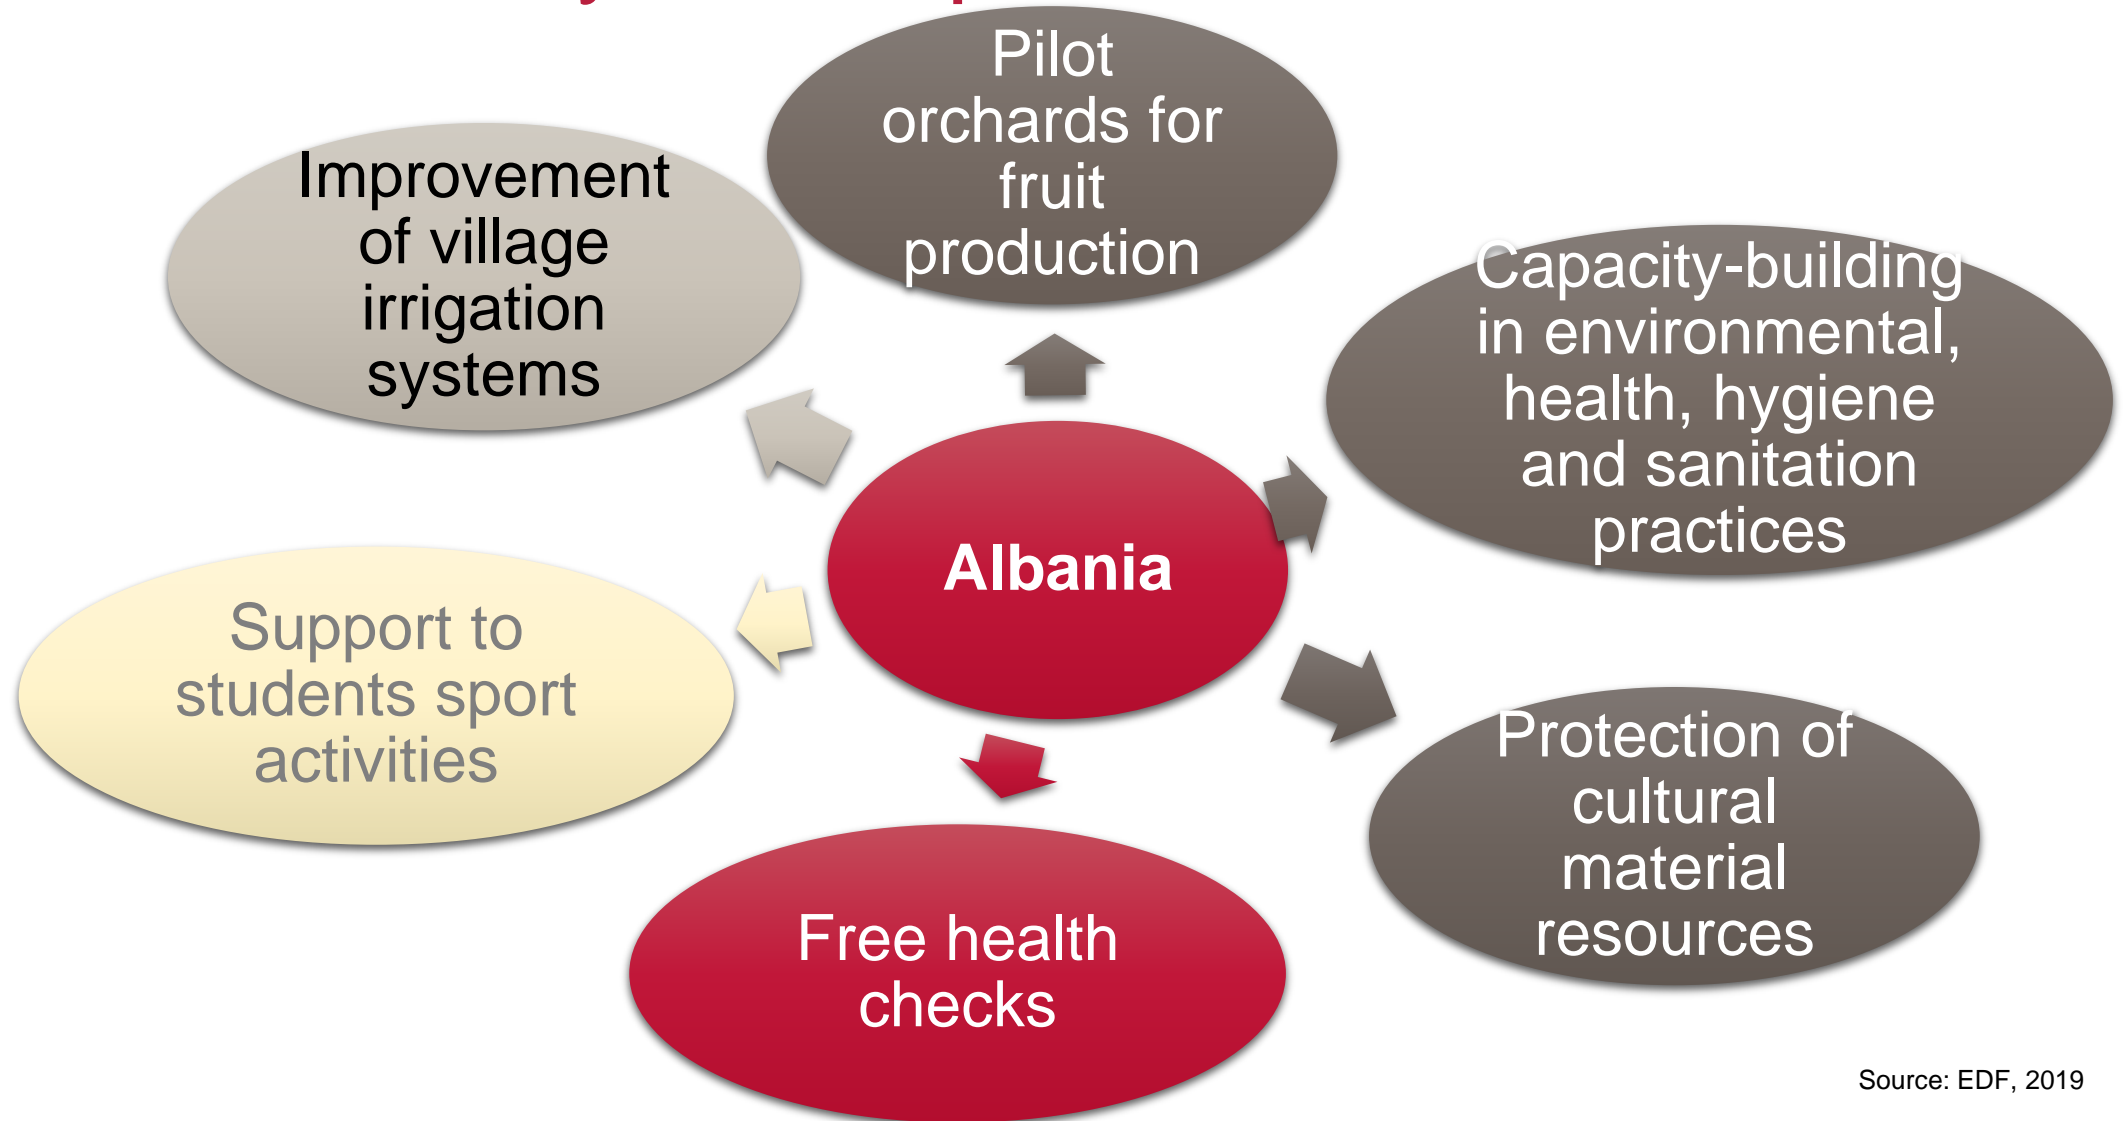 Pilot
orchards for
fruit
production
Improvement
of village
irrigation
systems
Capacity-building
in environmental,
health, hygiene
and sanitation
practices
Albania
Support to
students sport
activities
Protection of
cultural
material
resources
Free health
checks
Source: EDF, 2019